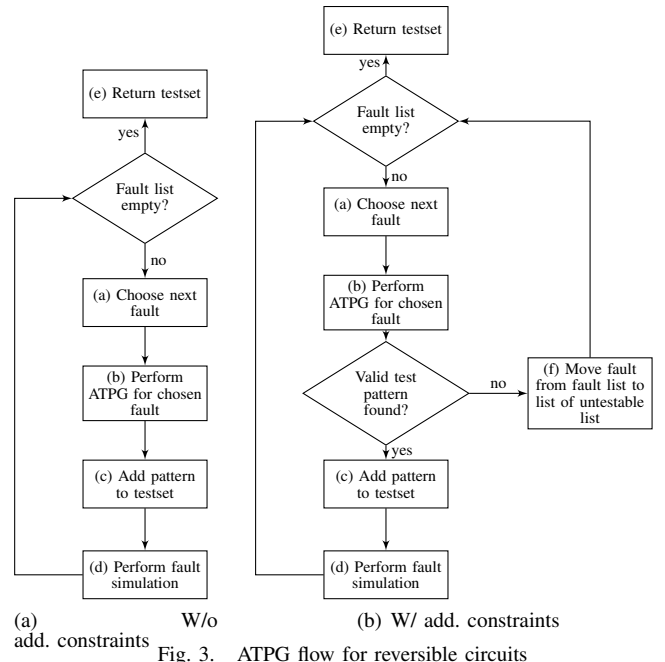 (e) Return testset
yes
Fault list
empty?
no
(a) Choose next
fault
(b) Perform
ATPG for chosen
fault
(c) Add pattern
to testset
(d) Perform fault
simulation
(a) W/o
add. constraints
(e) Return testset
yes
Fault list
empty?
no
(a) Choose next
fault
(b) Perform
ATPG for chosen
fault
Valid test
pattern
found?
no
(f) Move fault
from fault list to
list of untestable
list
yes
(c) Add pattern
to testset
(d) Perform fault
simulation
(b) W/ add. constraints
Fig. 3. ATPG flow for reversible circuits